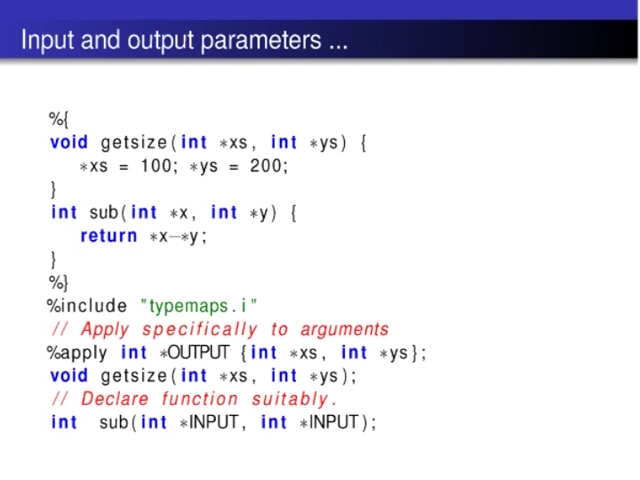 Input and output parameters ...
%{
void getsize(int *xs, int *ys) {
*xs = 100; *ys = 200;
}
int sub(int *x, int *y) {
return *x−*y;
}
%}
%include "typemaps.i"
// Apply specifically to arguments
%apply int *OUTPUT {int *xs, int *ys};
void getsize(int *xs, int *ys);
// Declare function suitably.
int sub(int *INPUT, int *INPUT);